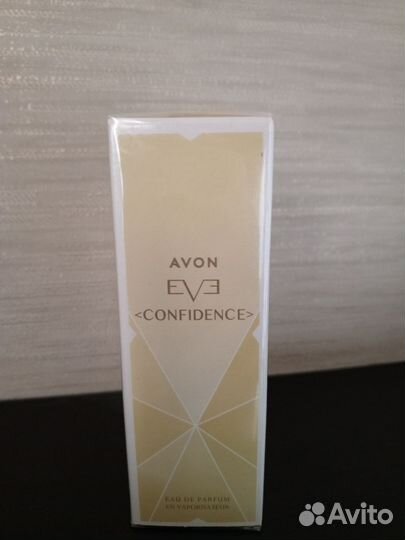 AVON
EVE
<CONFIDENCE>
EAU DE PARFUM
EN VAPORISATEUR
Avito